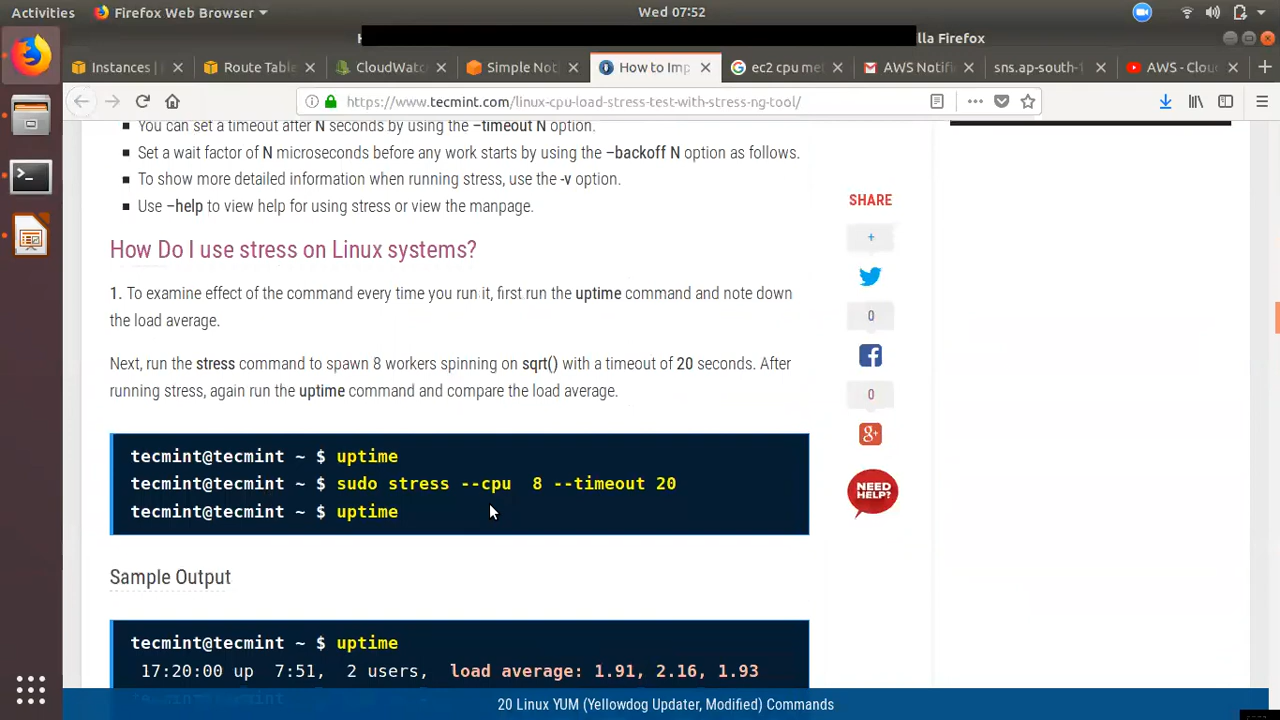 Activities
Firefox Web Browser
Wed 07:52
lla Firefox
Instances |
Route Table
CloudWatc
Simple Not
How to Imp
ec2 cpu met
AWS Notifi
sns.ap-south-1
AWS - Cloud
https://www.tecmint.com/linux-cpu-load-stress-test-with-stress-ng-tool/
You can set a timeout after N seconds by using the –timeout N option.
Set a wait factor of N microseconds before any work starts by using the –backoff N option as follows.
To show more detailed information when running stress, use the -v option.
Use –help to view help for using stress or view the manpage.
SHARE
+
0
0
NEED HELP?
How Do I use stress on Linux systems?
1. To examine effect of the command every time you run it, first run the uptime command and note down
the load average.
Next, run the stress command to spawn 8 workers spinning on sqrt() with a timeout of 20 seconds. After
running stress, again run the uptime command and compare the load average.
tecmint@tecmint ~ $ uptime
tecmint@tecmint ~ $ sudo stress --cpu  8 --timeout 20
tecmint@tecmint ~ $ uptime
Sample Output
tecmint@tecmint ~ $ uptime
17:20:00 up  7:51,  2 users,  load average: 1.91, 2.16, 1.93
20 Linux YUM (Yellowdog Updater, Modified) Commands